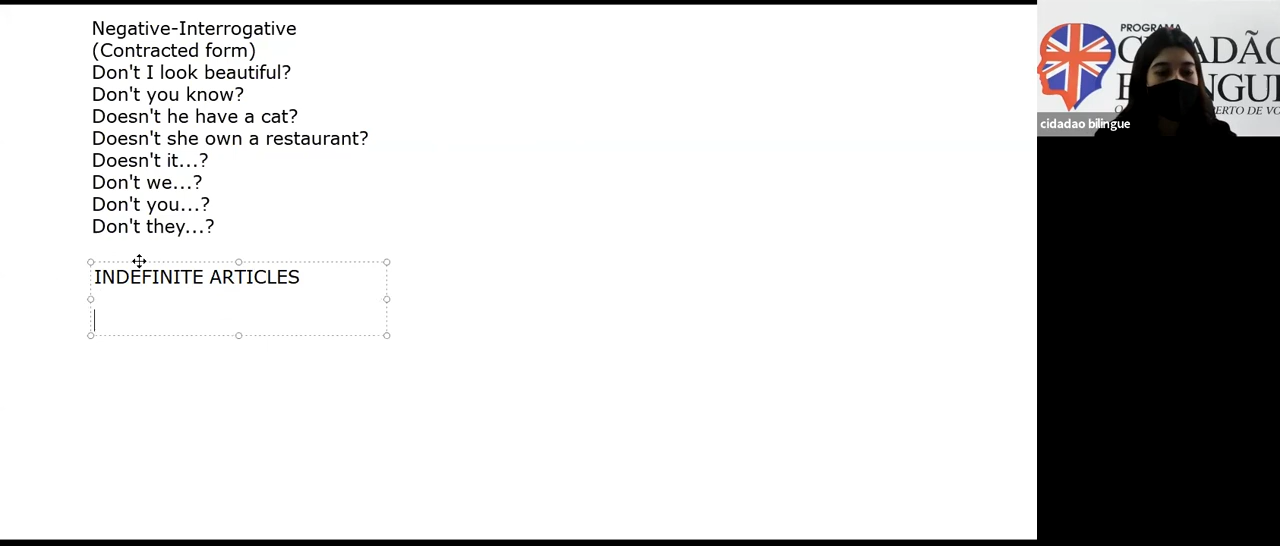 Negative-Interrogative
(Contracted form)
Don't I look beautiful?
Don't you know?
Doesn't he have a cat?
Doesn't she own a restaurant?
Doesn't it...?
Don't we...?
Don't you...?
Don't they...?
INDEFINITE ARTICLES
PROGRAMA
CIDADÃO
cidadao bilingue